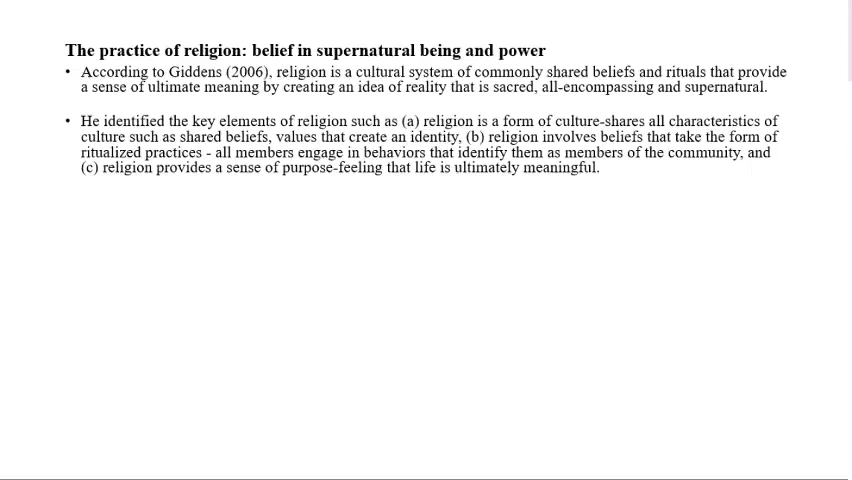 The practice of religion: belief in supernatural being and power
• According to Giddens (2006), religion is a cultural system of commonly shared beliefs and rituals that provide
a sense of ultimate meaning by creating an idea of reality that is sacred, all-encompassing and supernatural.
• He identified the key elements of religion such as (a) religion is a form of culture-shares all characteristics of
culture such as shared beliefs, values that create an identity, (b) religion involves beliefs that take the form of
ritualized practices - all members engage in behaviors that identify them as members of the community, and
(c) religion provides a sense of purpose-feeling that life is ultimately meaningful.